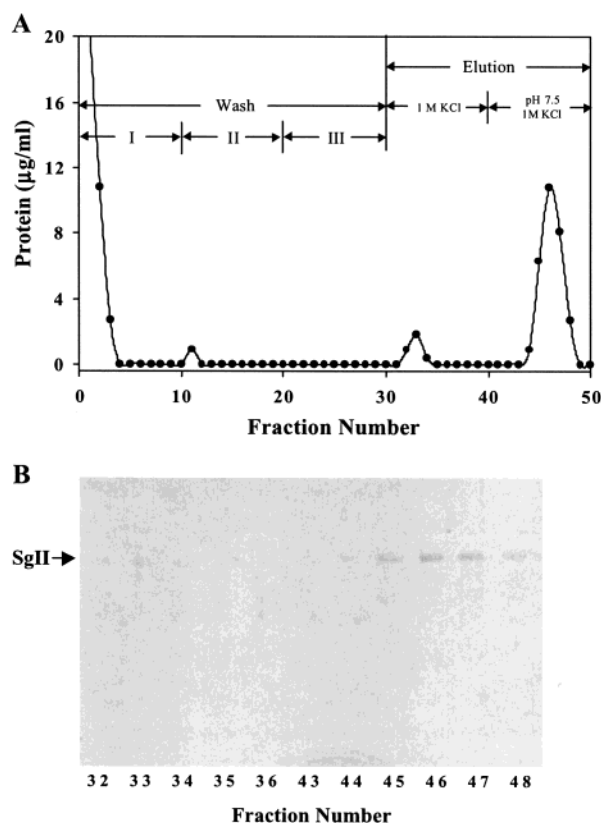 A
20
16
12
8
4
0
Protein (µg/ml)
Elution
Wash
1 M KCl
pH 7.5
1M KCl
I
II
III
0
10
20
30
40
50
Fraction Number
B
SgII
32 33 34 35 36 43 44 45 46 47 48
Fraction Number